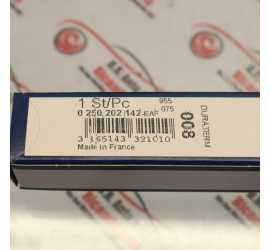 1 St/Pc
955
075
0 250 202 142-EAF
3 165143 321010
Made in France
008
DURATERM